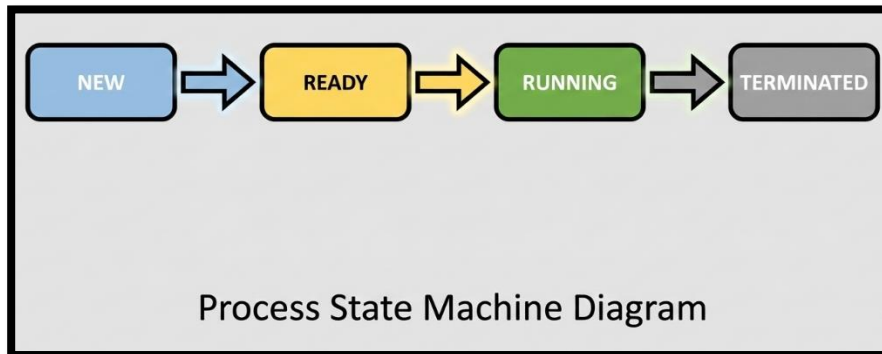 NEW
READY
RUNNING
TERMINATED
Process State Machine Diagram